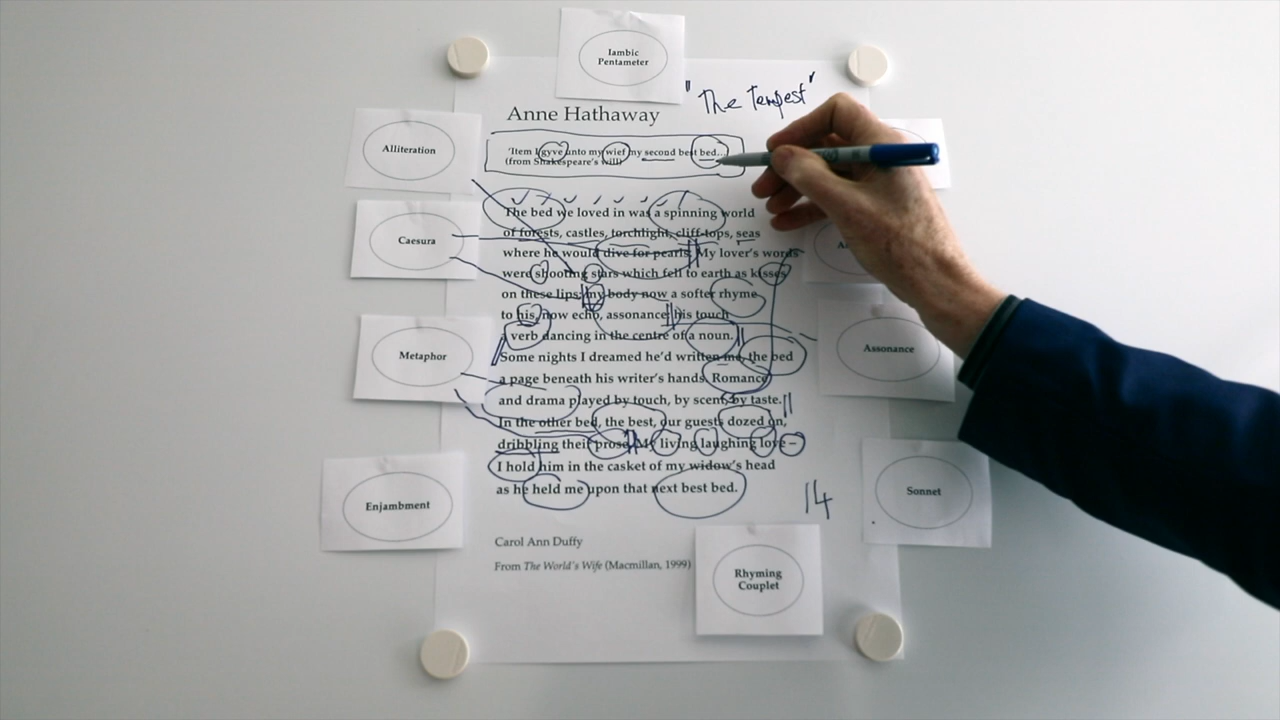 Iambic
Pentameter
"The Tempest"
Anne Hathaway
Alliteration
'Item I gyve unto my wief my second best bed...'
(from Shakespeare's will)
The bed we loved in was a spinning world
of forests, castles, torchlight, cliff-tops, seas
Caesura
where he would dive for pearls. My lover's words
were shooting stars which fell to earth as kisses
on these lips; my body now a softer rhyme
to his, now echo, assonance; his touch
a verb dancing in the centre of a noun.
Some nights I dreamed he'd written me, the bed
Metaphor
Assonance
a page beneath his writer's hands. Romance
and drama played by touch, by scent, by taste.
In the other bed, the best, our guests dozed on,
dribbling their prose. My living laughing love –
I hold him in the casket of my widow's head
as he held me upon that next best bed.
14
Enjambment
Sonnet
Carol Ann Duffy
From The World's Wife (Macmillan, 1999)
Rhyming
Couplet